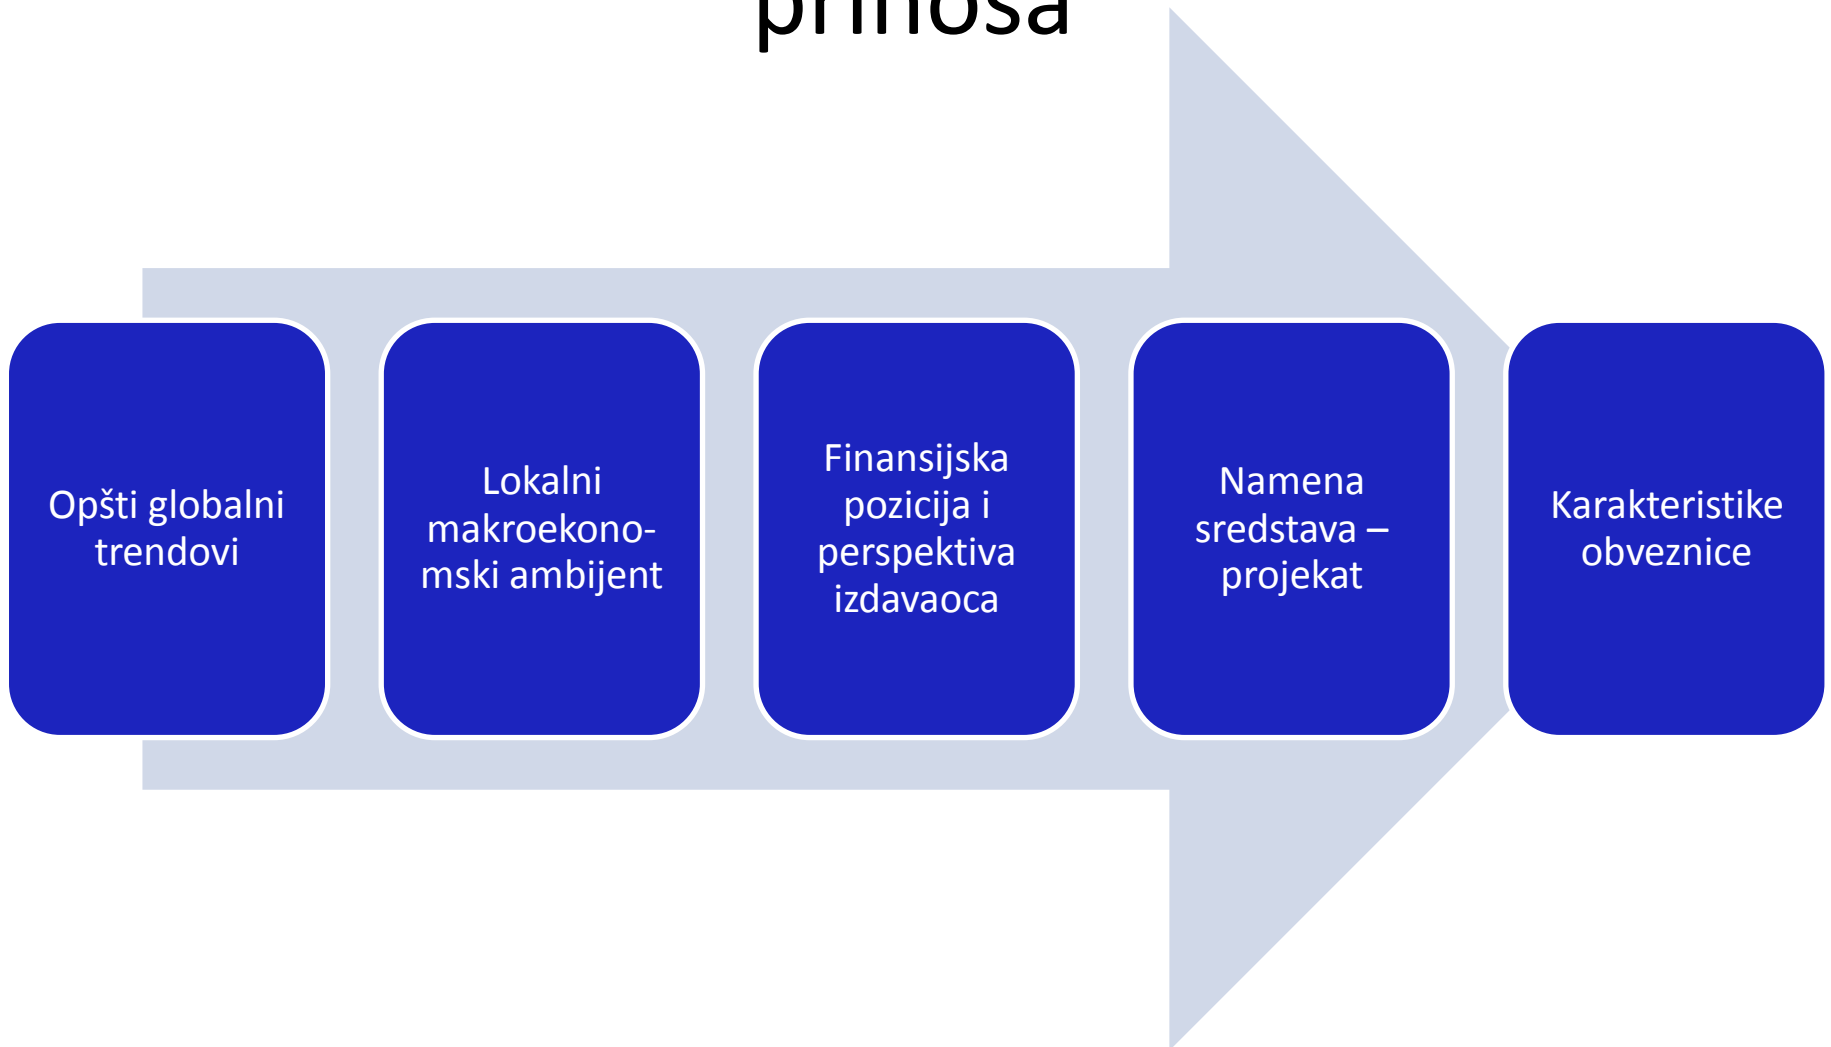 prinosa
Opšti globalni
trendovi
Lokalni
makroekono-
mski ambijent
Finansijska
pozicija i
perspektiva
izdavaoca
Namena
sredstava –
projekat
Karakteristike
obveznice